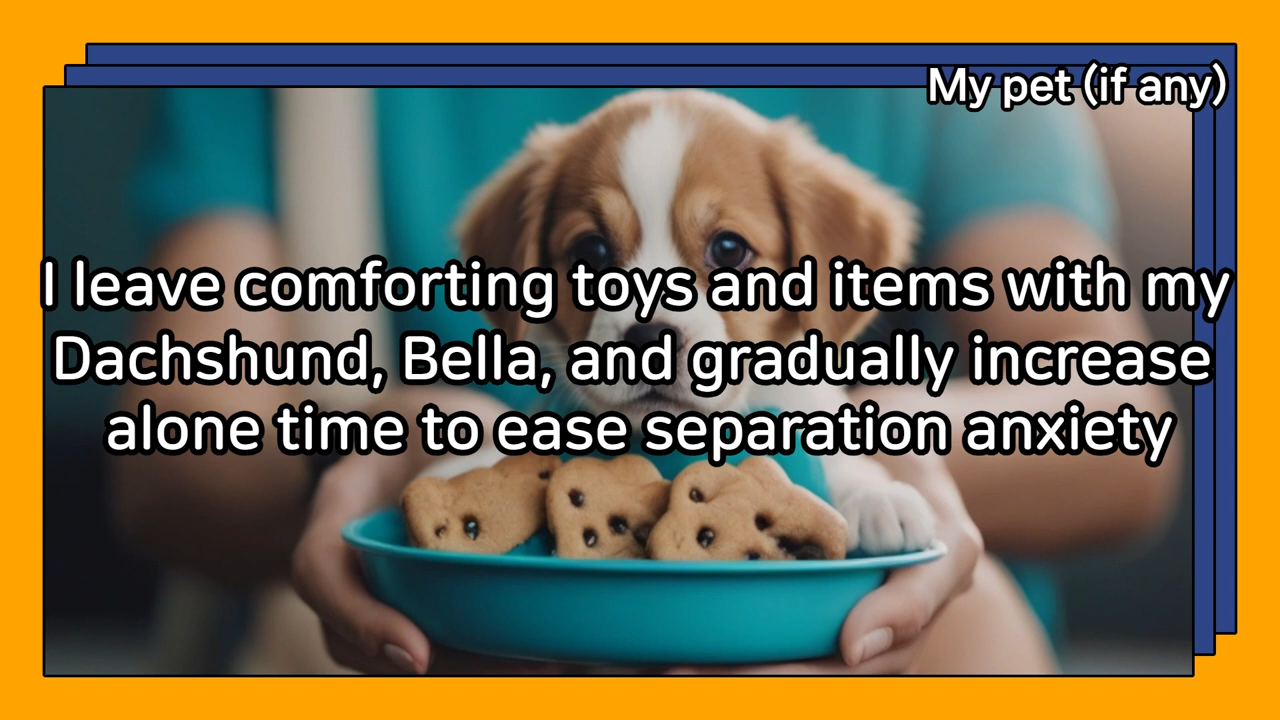 My pet (if any)
I leave comforting toys and items with my
Dachshund, Bella, and gradually increase
alone time to ease separation anxiety